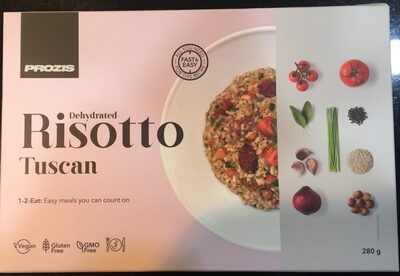 PROZIS
FAST&
EASY
Dehydrated
Risotto
Tuscan
1-2-Eat: Easy meals you can count on
Vegan
Gluten
Free
GMO
Free
3
280 g